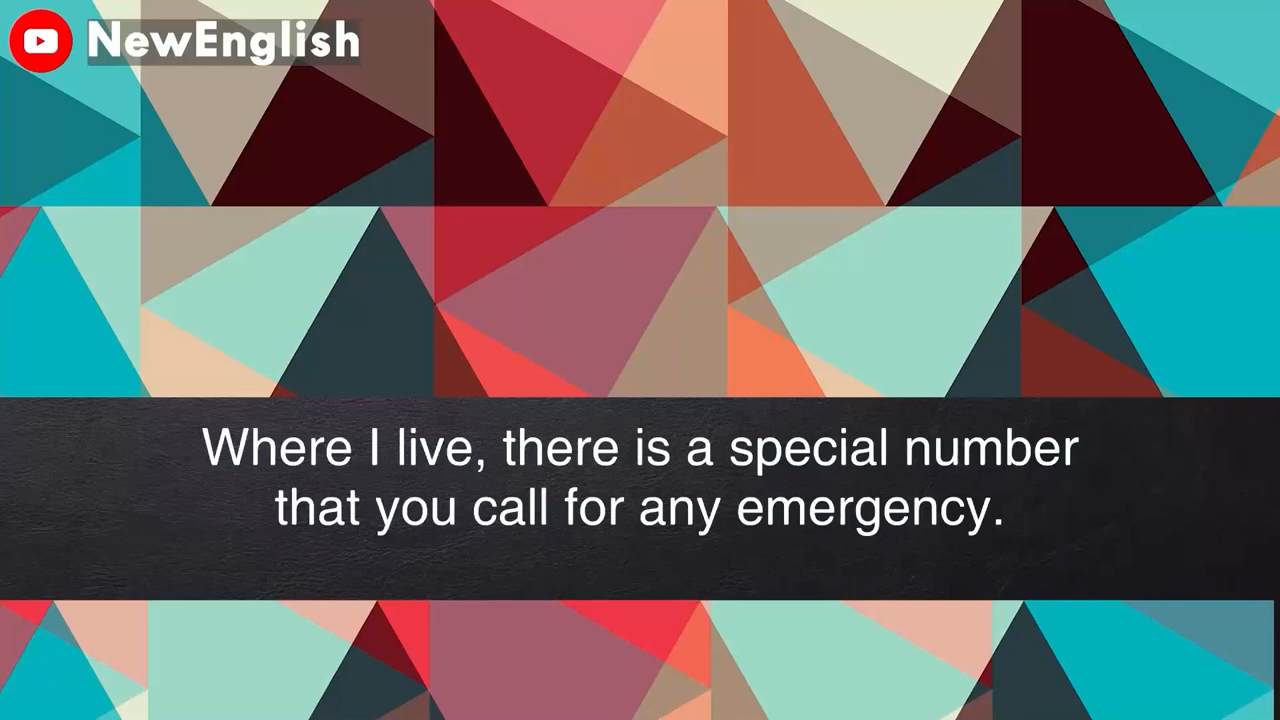 NewEnglish
Where I live, there is a special number
that you call for any emergency.